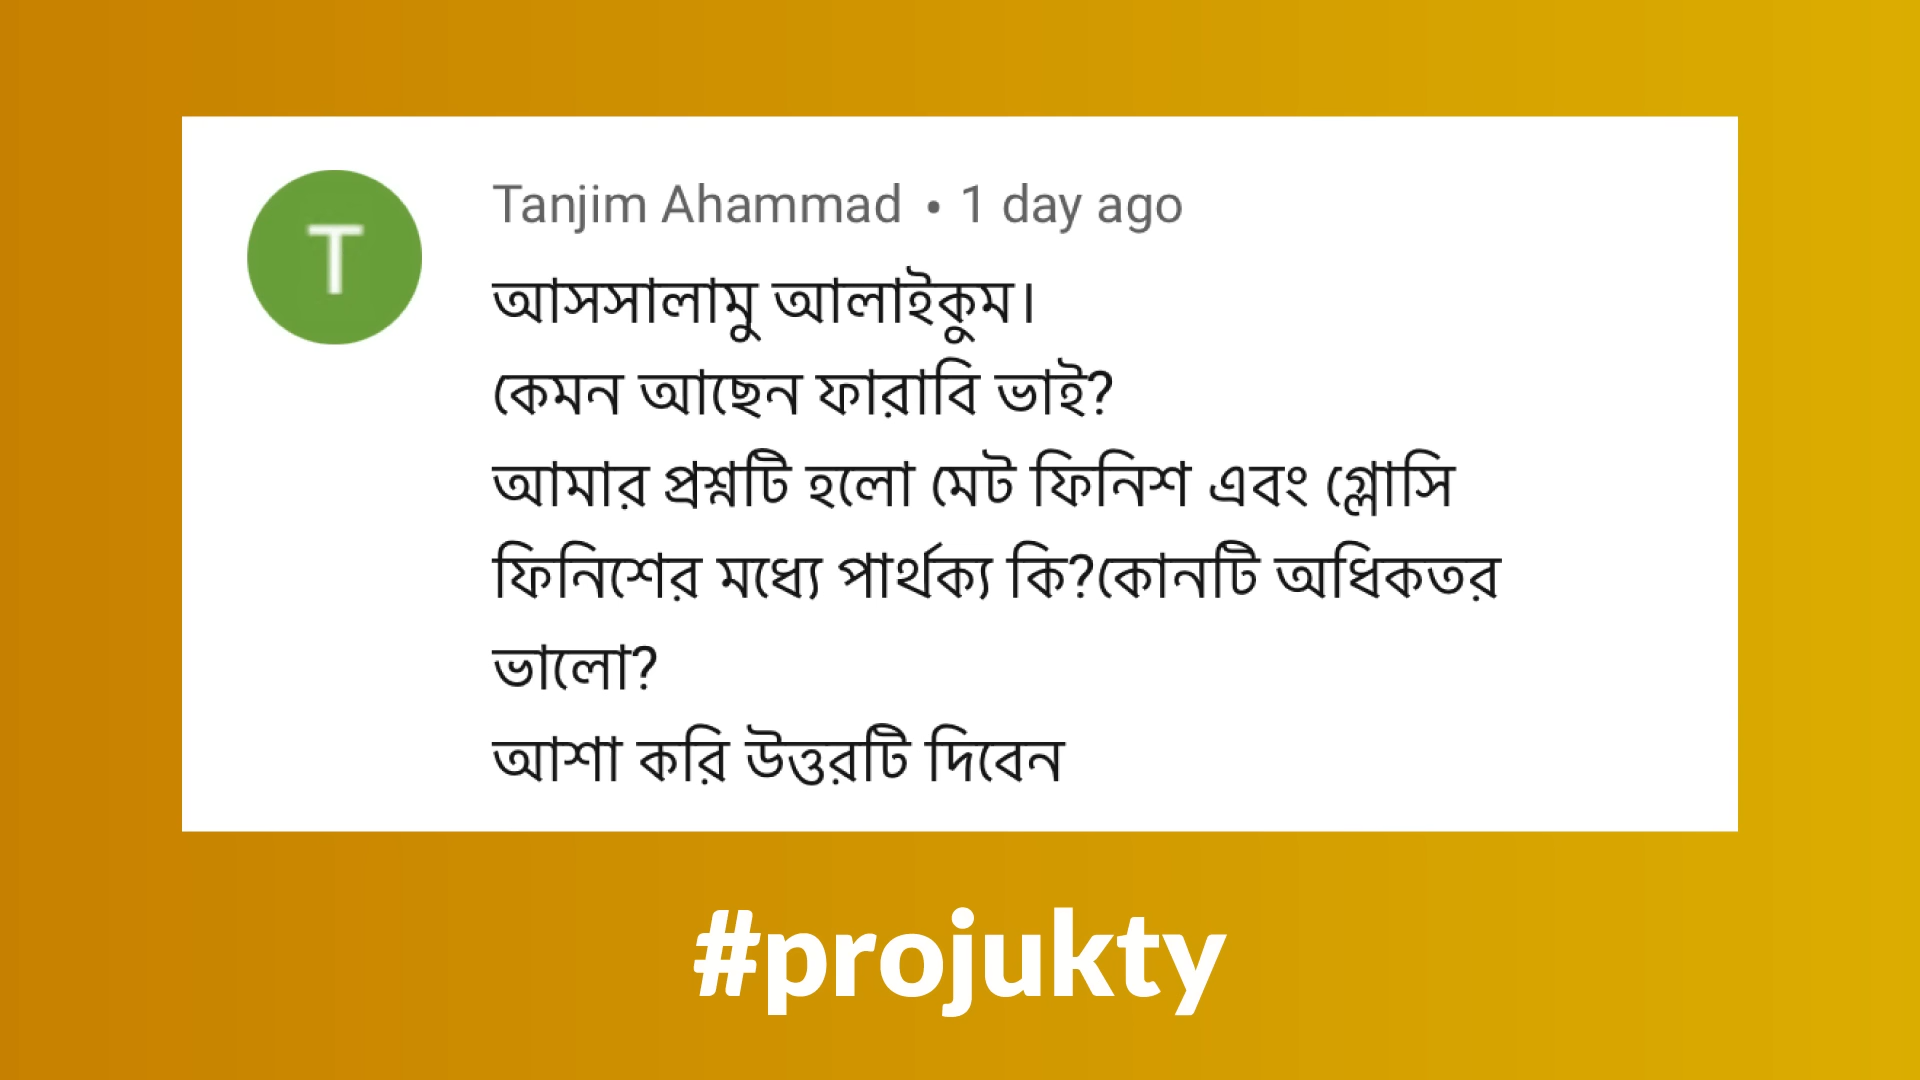 T
Tanjim Ahammad • 1 day ago
আসসালামু আলাইকুম।
কেমন আছেন ফারাবি ভাই?
আমার প্রশ্নটি হলো মেট ফিনিশ এবং গ্লোসি
ফিনিশের মধ্যে পার্থক্য কি?কোনটি অধিকতর
ভালো?
আশা করি উত্তরটি দিবেন
#projukty